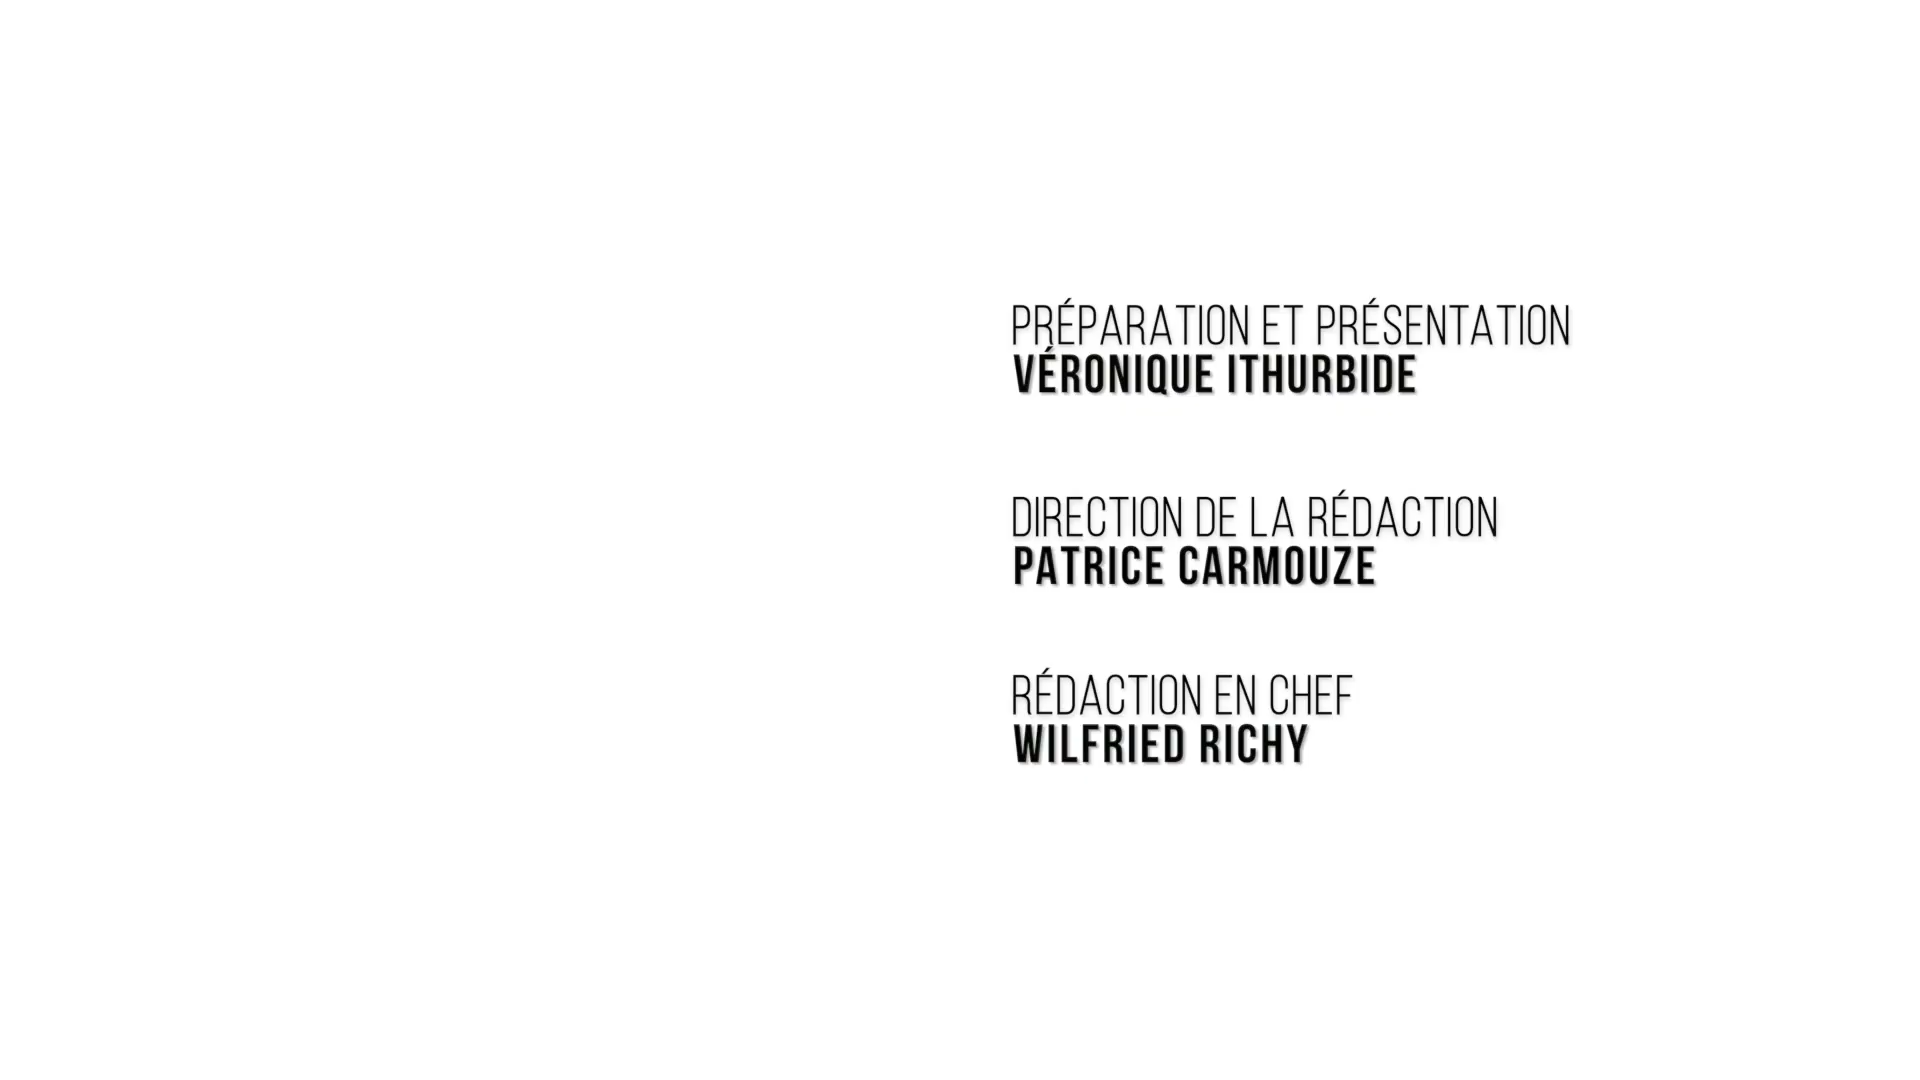 PRÉPARATION ET PRÉSENTATION
VÉRONIQUE ITHURBIDE
DIRECTION DE LA RÉDACTION
PATRICE CARMOUZE
RÉDACTION EN CHEF
WILFRIED RICHY